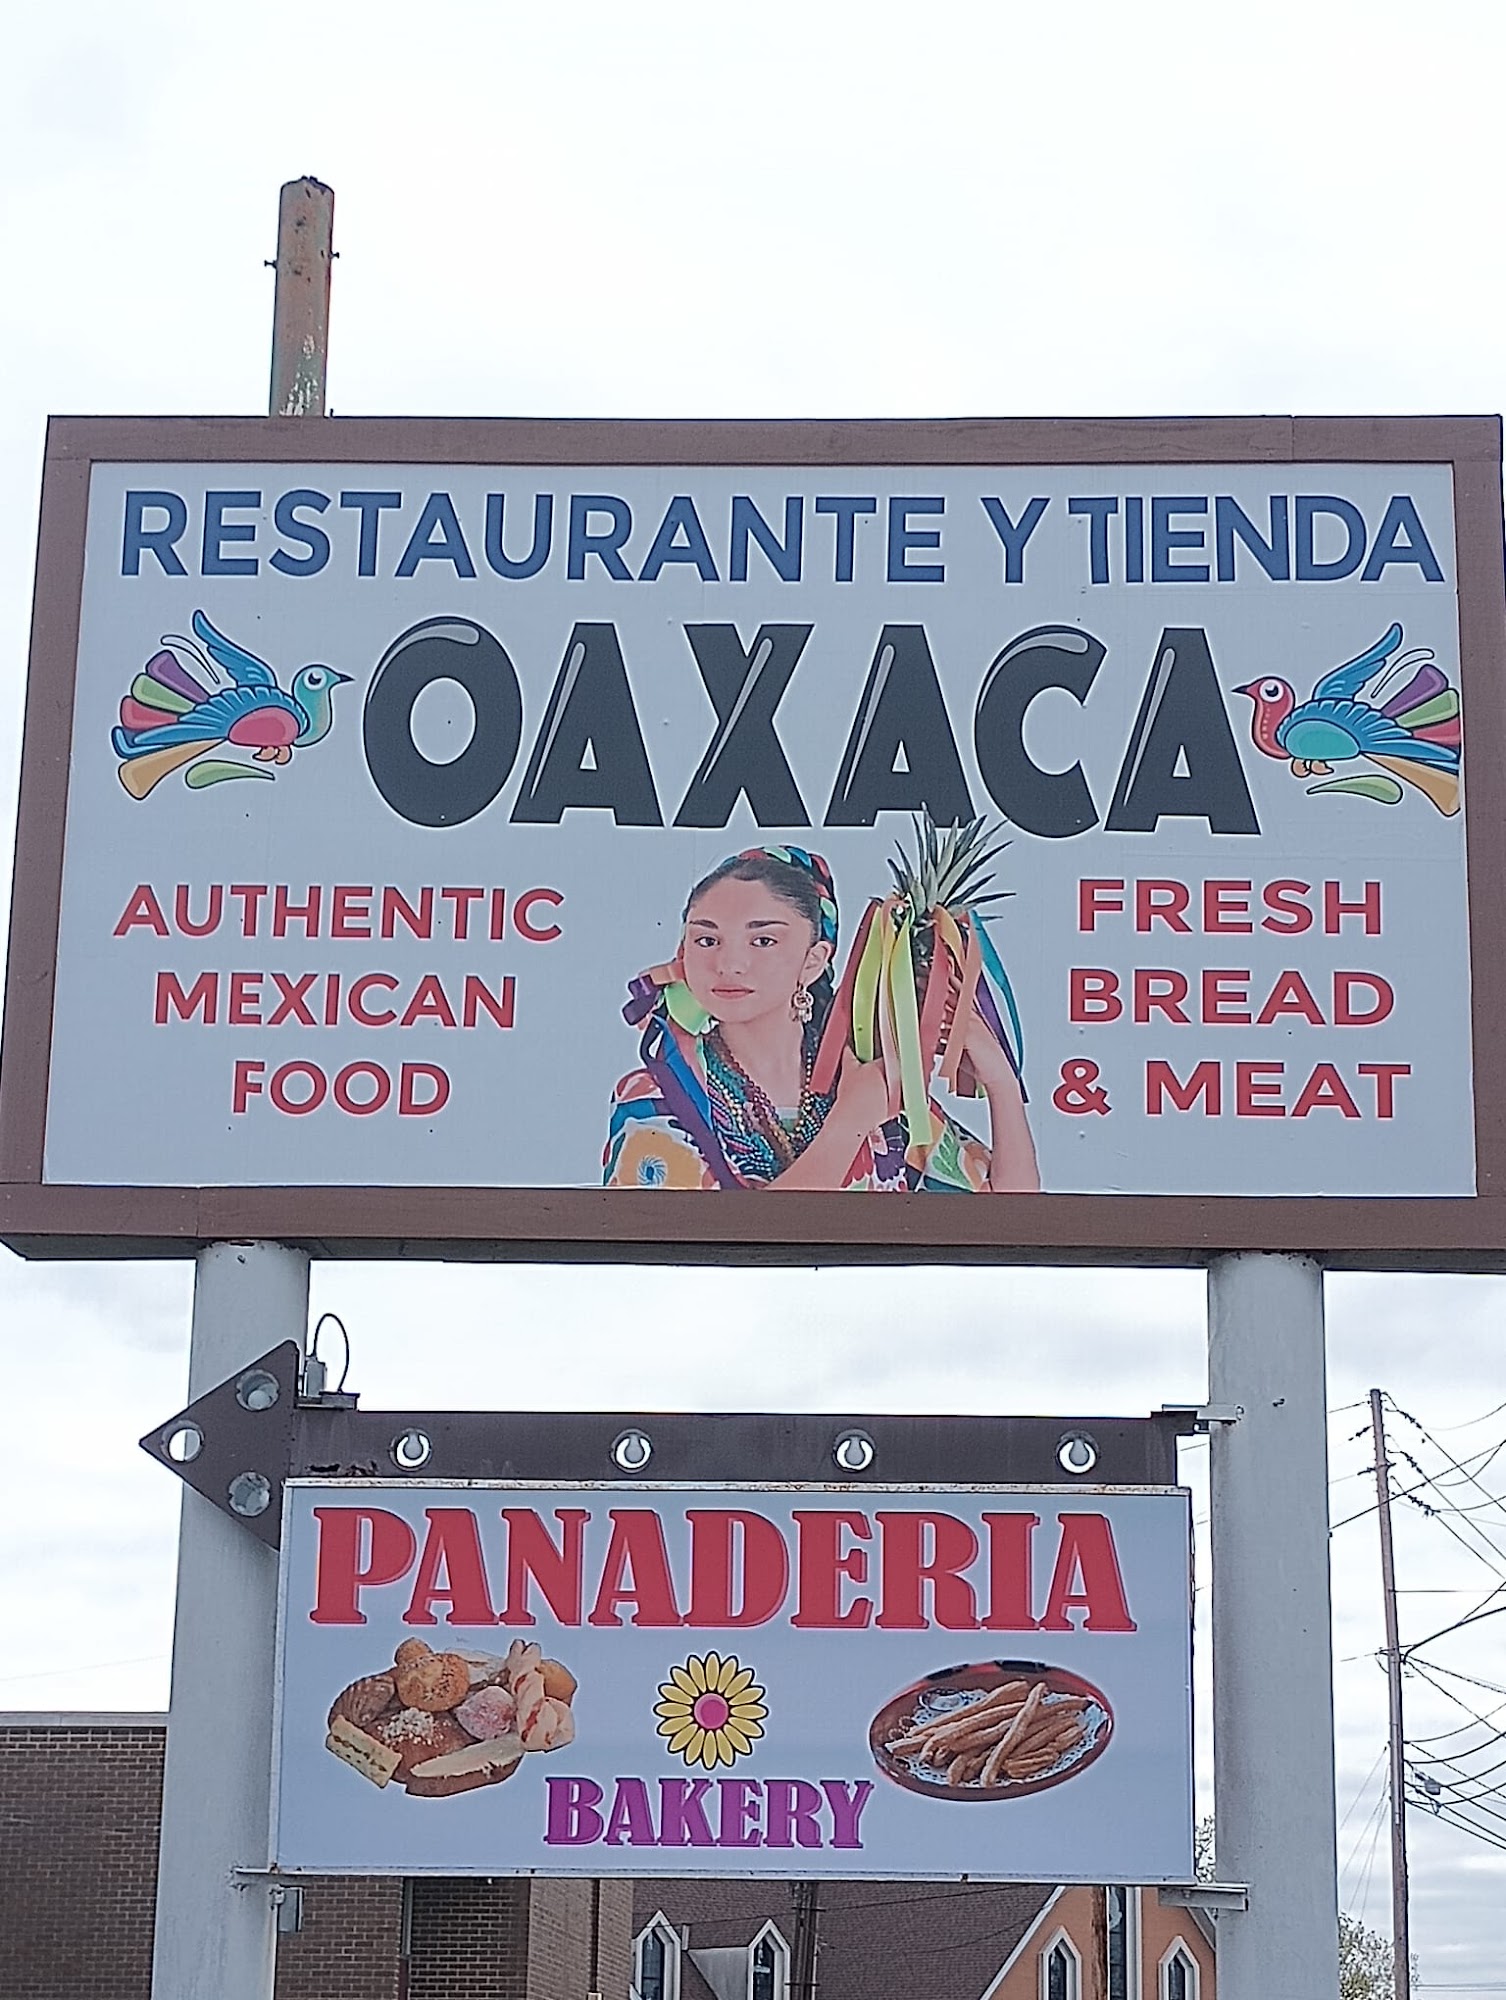 RESTAURANTE Y TIENDA
OAXACA
AUTHENTIC
MEXICAN
FOOD
FRESH
BREAD
& MEAT
PANADERIA
BAKERY